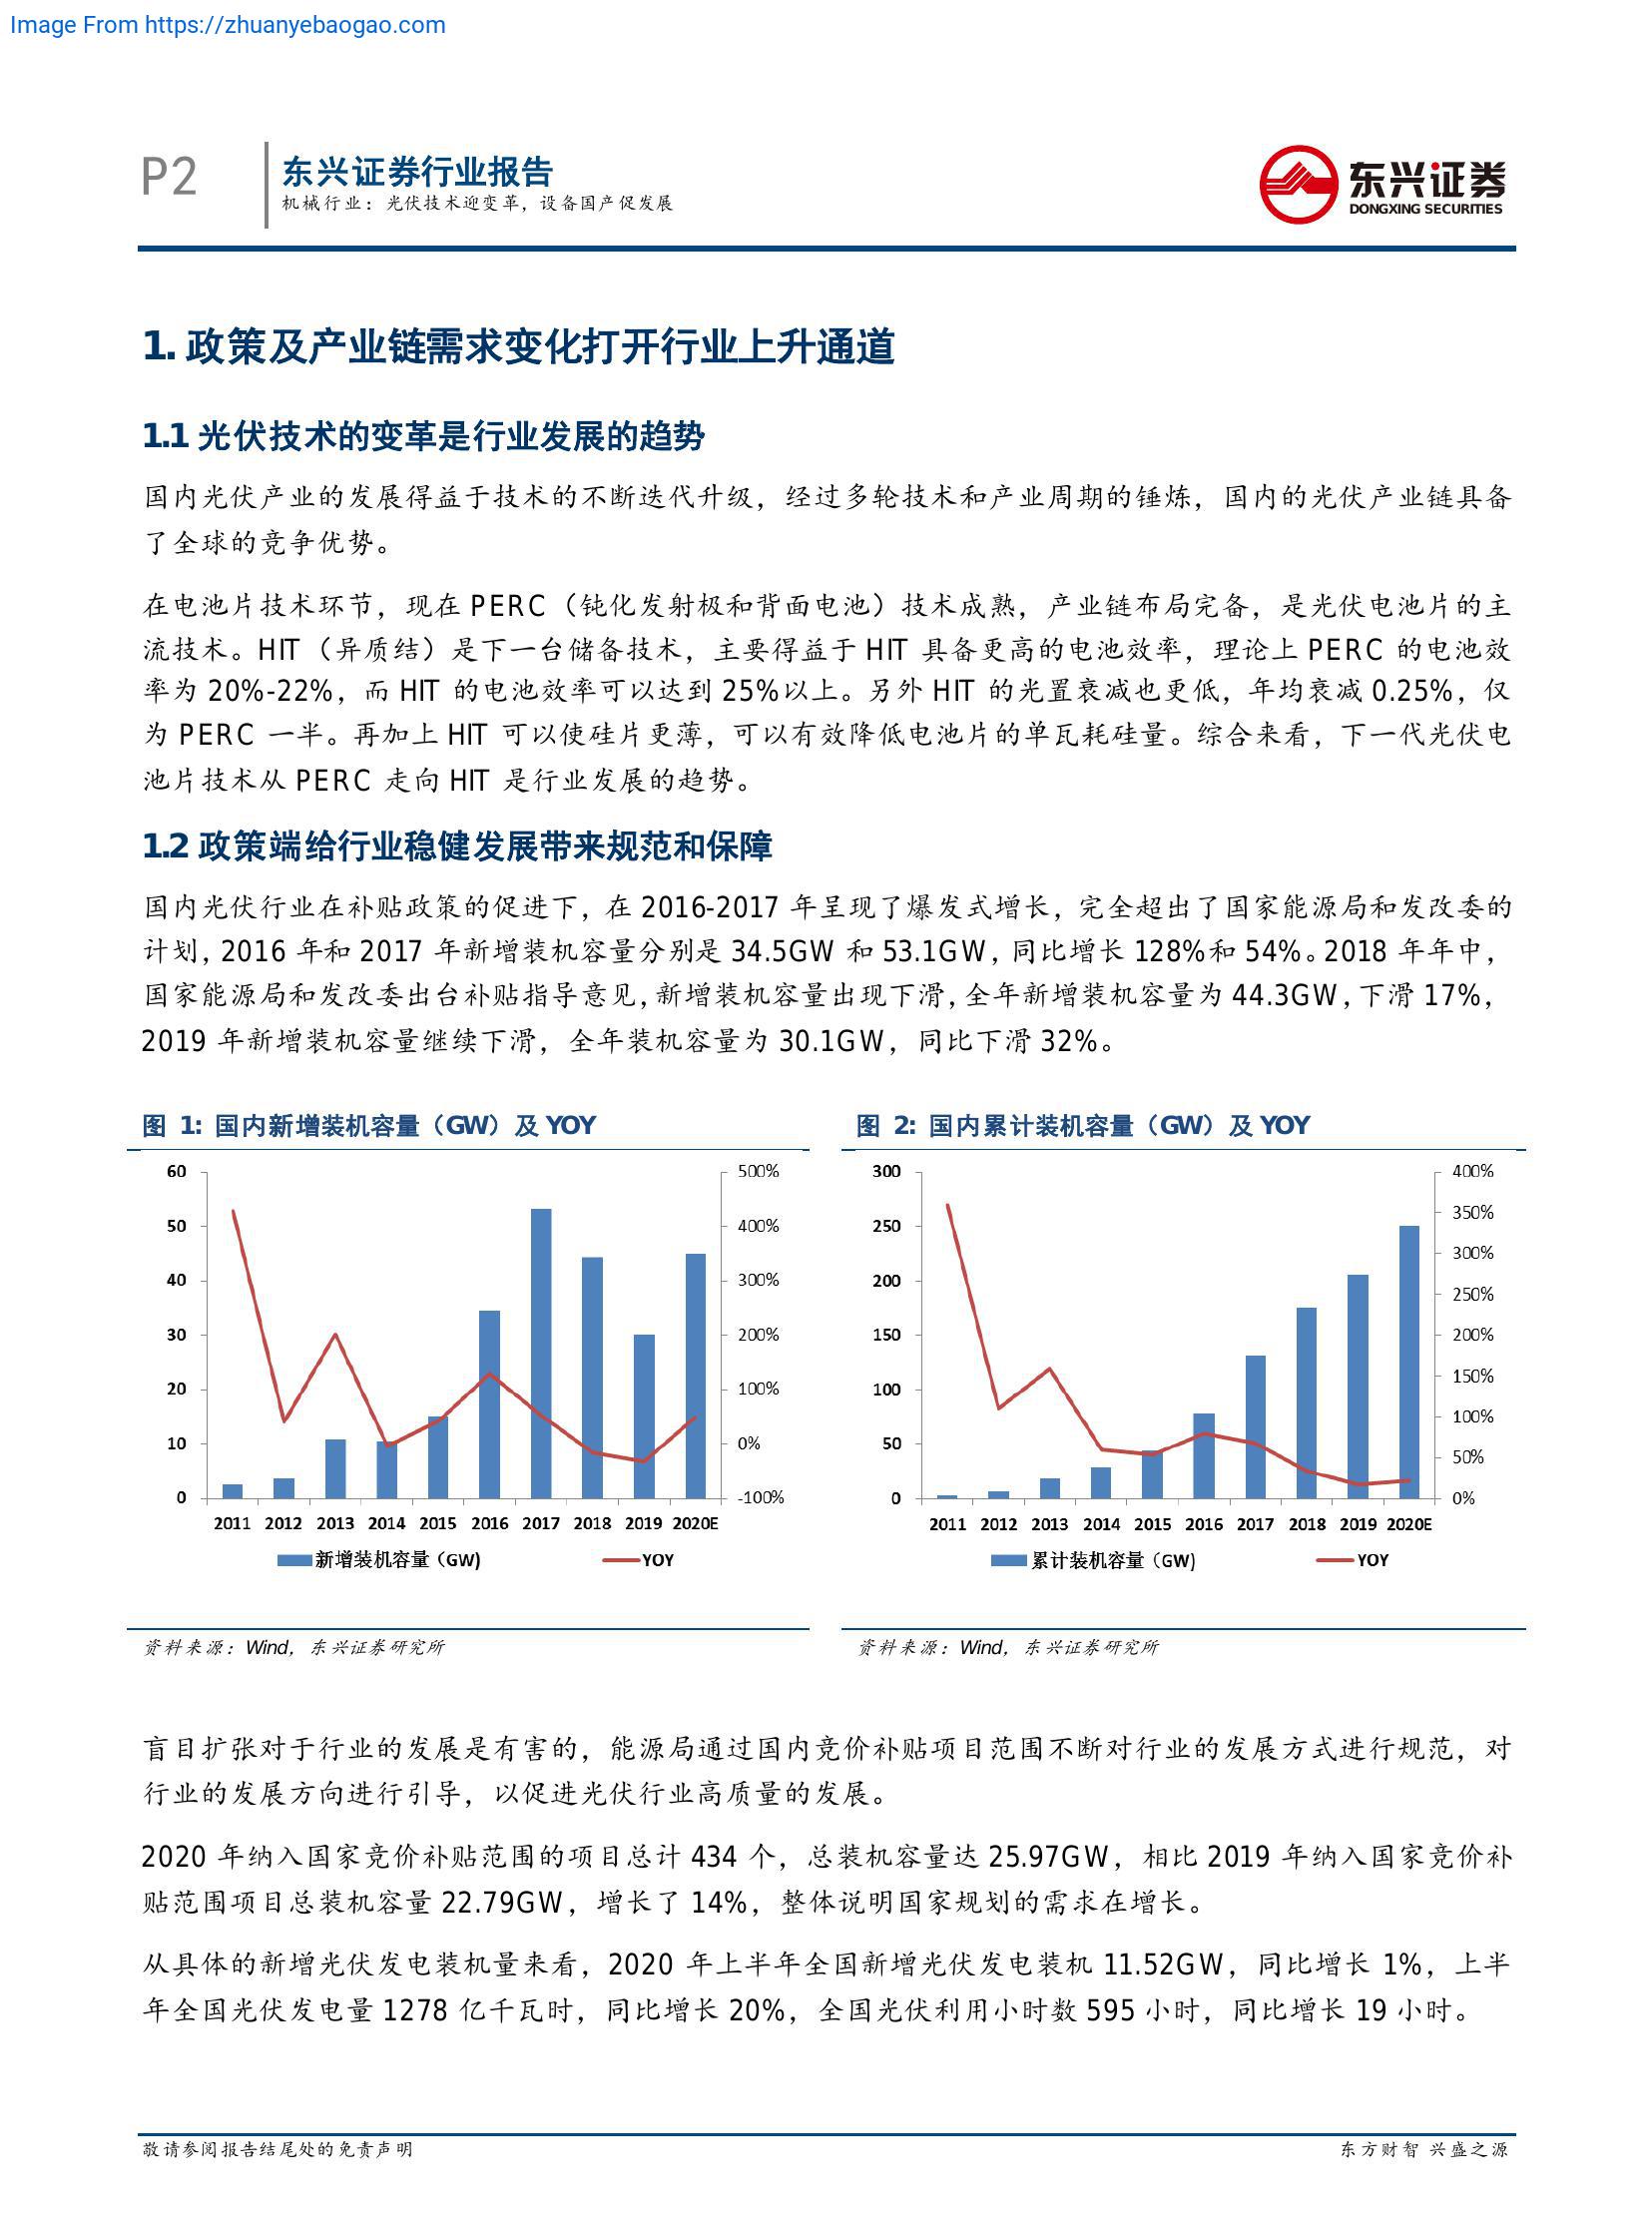 Image From https://zhuanyebaogao.com
P2
东兴证券行业报告
机械行业：光伏技术迎变革，设备国产促发展
东兴证券
DONGXING SECURITIES
1. 政策及产业链需求变化打开行业上升通道
1.1 光伏技术的变革是行业发展的趋势
国内光伏产业的发展得益于技术的不断迭代升级，经过多轮技术和产业周期的锤炼，国内的光伏产业链具备
了全球的竞争优势。
在电池片技术环节，现在 PERC（钝化发射极和背面电池）技术成熟，产业链布局完备，是光伏电池片的主
流技术。HIT（异质结）是下一台储备技术，主要得益于 HIT 具备更高的电池效率，理论上 PERC 的电池效
率为 20%-22%，而 HIT 的电池效率可以达到 25%以上。另外 HIT 的光置衰减也更低，年均衰减 0.25%，仅
为 PERC 一半。再加上 HIT 可以使硅片更薄，可以有效降低电池片的单瓦耗硅量。综合来看，下一代光伏电
池片技术从 PERC 走向 HIT 是行业发展的趋势。
1.2 政策端给行业稳健发展带来规范和保障
国内光伏行业在补贴政策的促进下，在 2016-2017 年呈现了爆发式增长，完全超出了国家能源局和发改委的
计划，2016 年和 2017 年新增装机容量分别是 34.5GW 和 53.1GW，同比增长 128%和 54%。2018 年年中，
国家能源局和发改委出台补贴指导意见，新增装机容量出现下滑，全年新增装机容量为 44.3GW，下滑 17%，
2019 年新增装机容量继续下滑，全年装机容量为 30.1GW，同比下滑 32%。
图 1: 国内新增装机容量（GW）及 YOY
60
50
40
30
20
10
0
500%
400%
300%
200%
100%
0%
-100%
2011 2012 2013 2014 2015 2016 2017 2018 2019 2020E
新增装机容量（GW） YOY
资料来源：Wind，东兴证券研究所
图 2: 国内累计装机容量（GW）及 YOY
300
250
200
150
100
50
0
400%
350%
300%
250%
200%
150%
100%
50%
0%
2011 2012 2013 2014 2015 2016 2017 2018 2019 2020E
累计装机容量（GW） YOY
资料来源：Wind，东兴证券研究所
盲目扩张对于行业的发展是有害的，能源局通过国内竞价补贴项目范围不断对行业的发展方式进行规范，对
行业的发展方向进行引导，以促进光伏行业高质量的发展。
2020 年纳入国家竞价补贴范围的项目总计 434 个，总装机容量达 25.97GW，相比 2019 年纳入国家竞价补
贴范围项目总装机容量 22.79GW，增长了 14%，整体说明国家规划的需求在增长。
从具体的新增光伏发电装机量来看，2020 年上半年全国新增光伏发电装机 11.52GW，同比增长 1%，上半
年全国光伏发电量 1278 亿千瓦时，同比增长 20%，全国光伏利用小时数 595 小时，同比增长 19 小时。
敬请参阅报告结尾处的免责声明
东方财智 兴盛之源